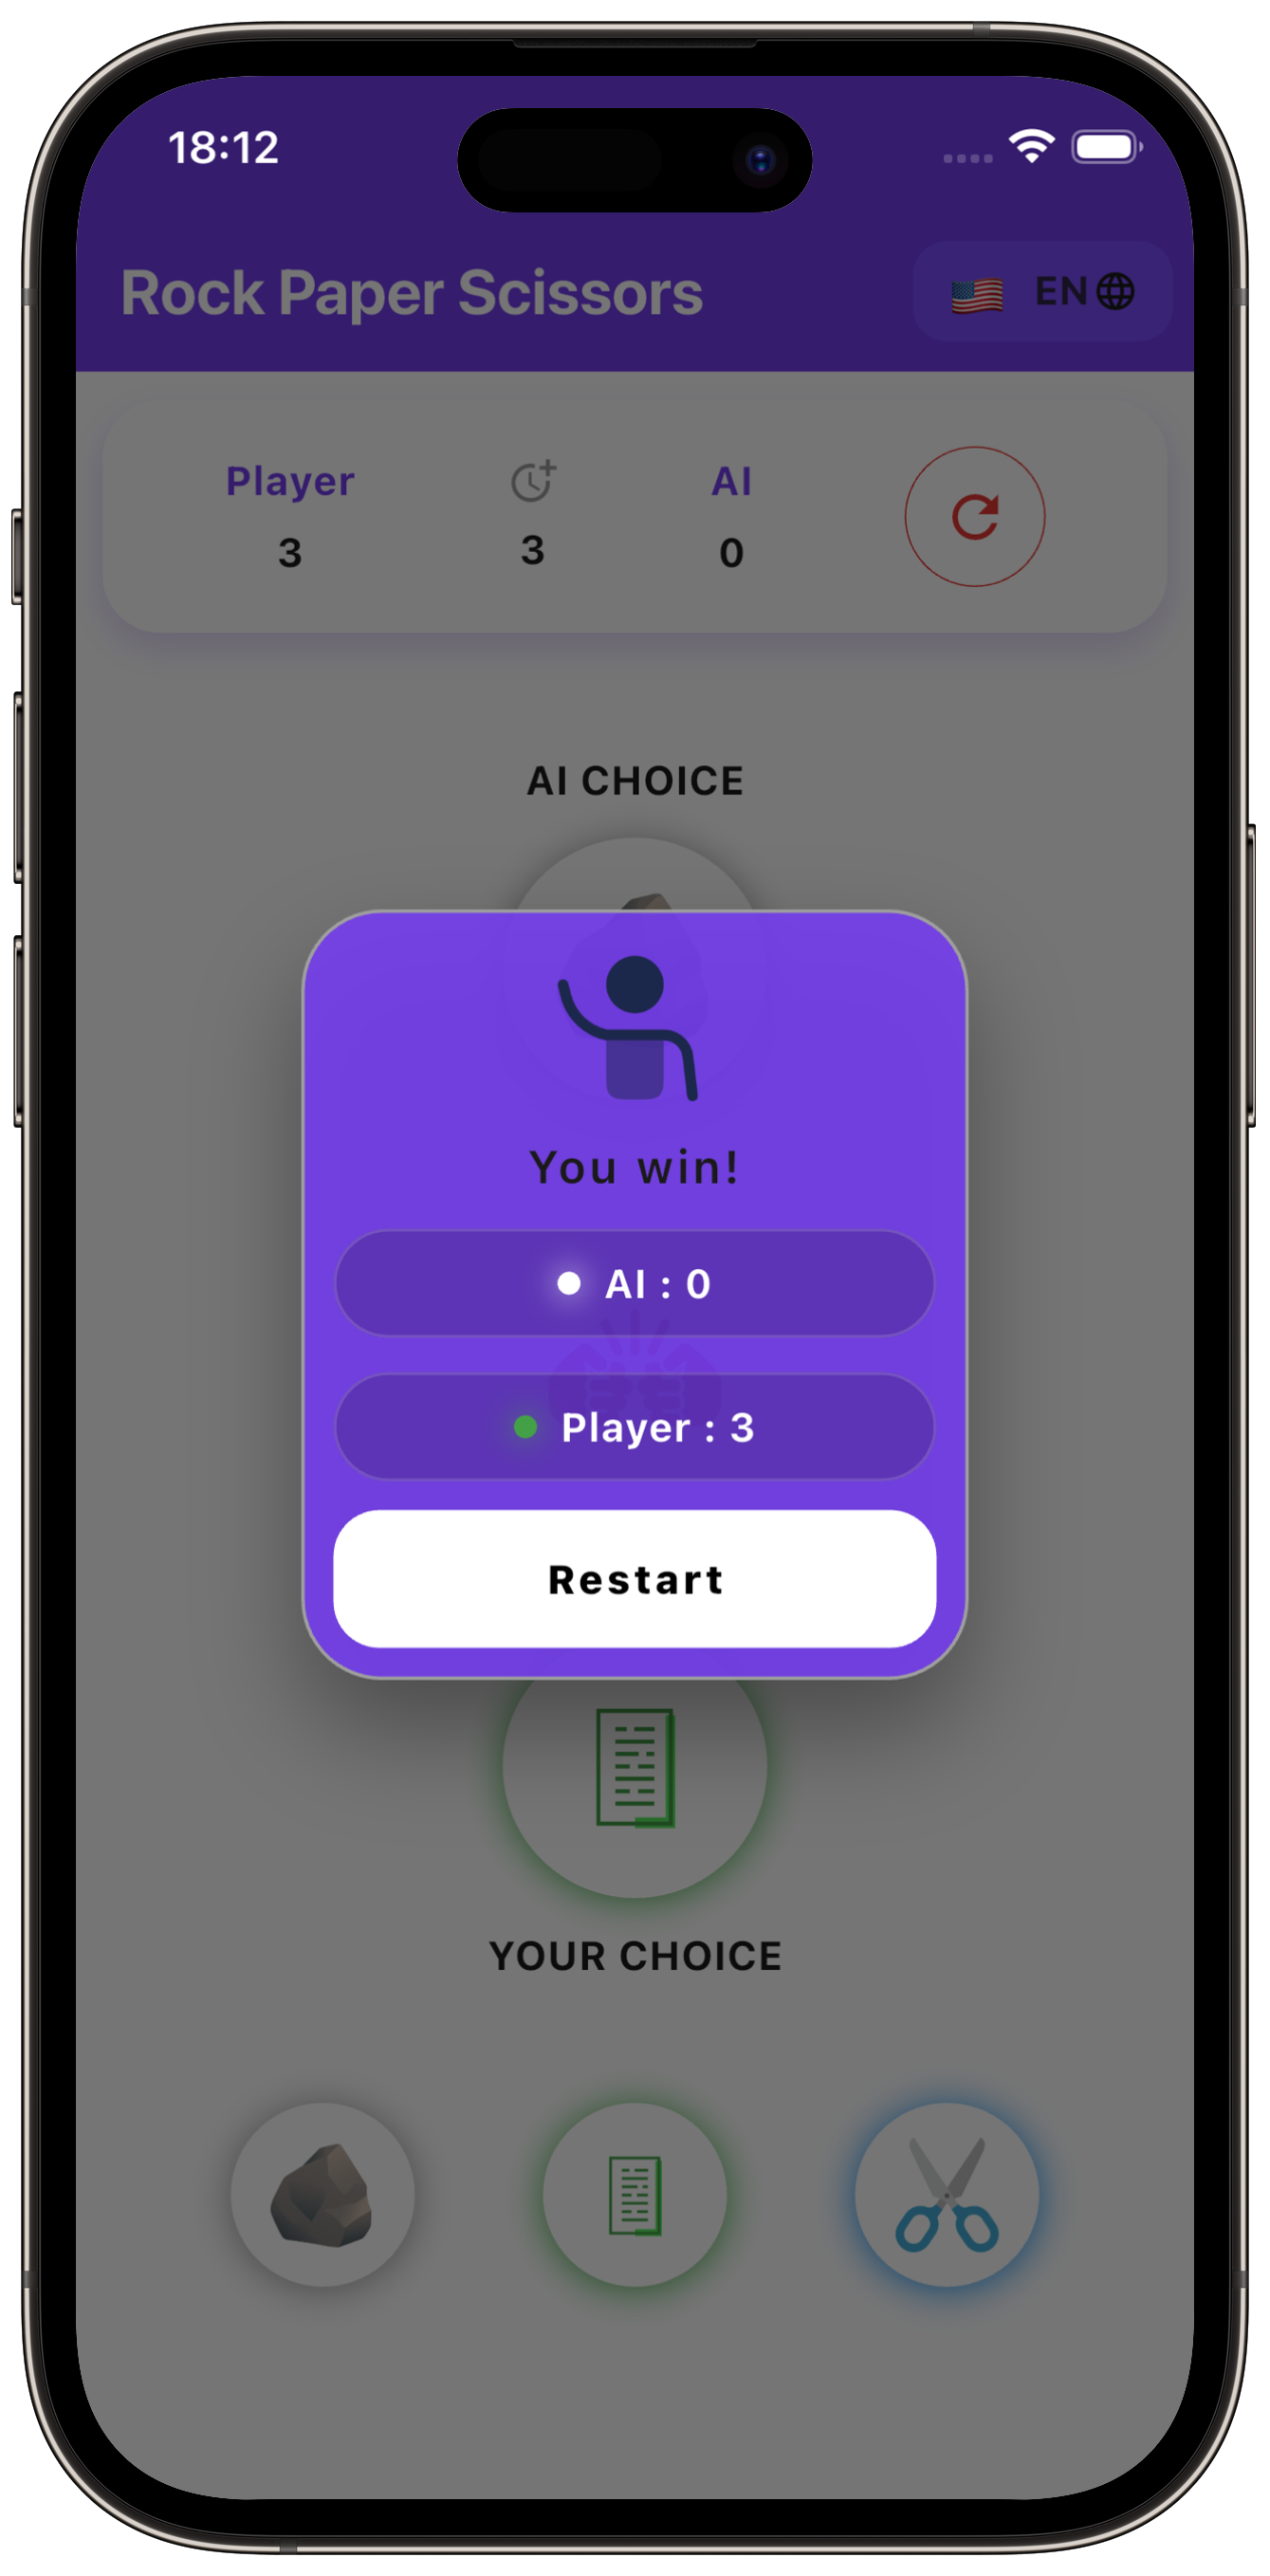 18:12
Rock Paper Scissors
🇺🇸 EN
Player AI
3 3 0
AI CHOICE
You win!
AI : 0
Player : 3
Restart
YOUR CHOICE